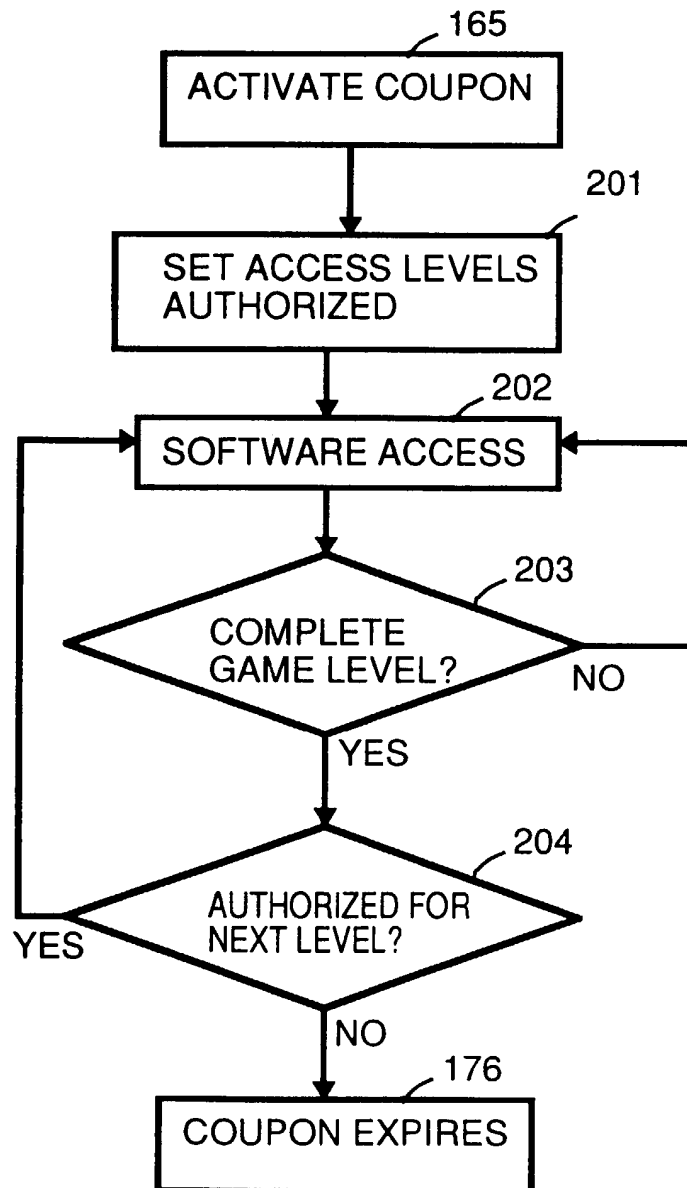 165
ACTIVATE COUPON
201
SET ACCESS LEVELS
AUTHORIZED
202
SOFTWARE ACCESS
203
COMPLETE
GAME LEVEL?
NO
YES
204
AUTHORIZED FOR
NEXT LEVEL?
YES
NO
176
COUPON EXPIRES